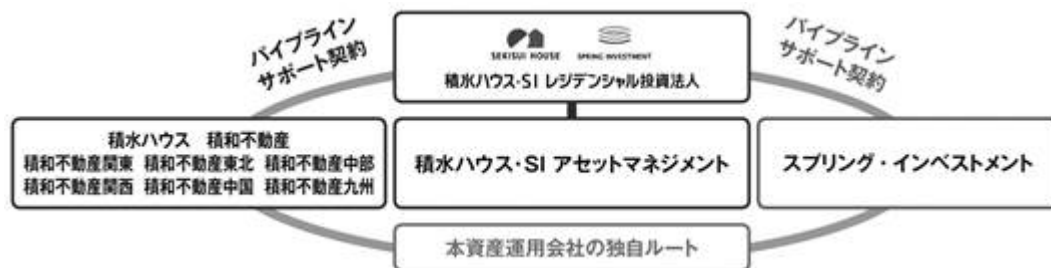 パイプライン
サポート契約
SEKISUI HOUSE SPRING INVESTMENT
積水ハウス・SI レジデンシャル投資法人
パイプライン
サポート契約
積水ハウス 積和不動産
積和不動産関東 積和不動産東北 積和不動産中部
積和不動産関西 積和不動産中国 積和不動産九州
積水ハウス・SI アセットマネジメント
スプリング・インベストメント
本資産運用会社の独自ルート